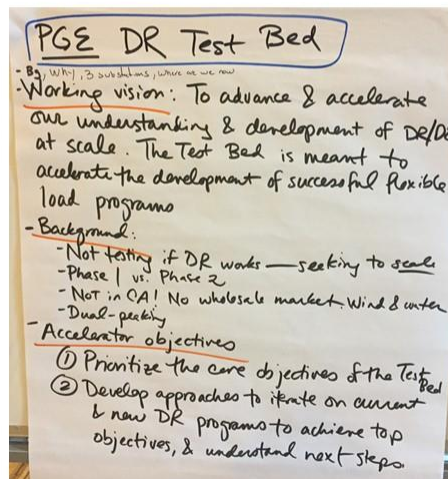 PGE DR Test Bed
- Bg, Why, 3 substations, where are we now
- Working vision: To advance & accelerate
our understanding & development of DR/D
at scale. The Test Bed is meant to
accelerate the development of successful flexible
load programs
- Background:
- Not testing if DR works — seeking to scale
- Phase 1 vs. Phase 2
- NOT in CA! No wholesale market. Wind & water
- Dual-peaking
- Accelerator objectives
① Prioritize the core objectives of the Test Bed
② Develop approaches to iterate on current
& new DR programs to achieve top
objectives, & understand next steps.